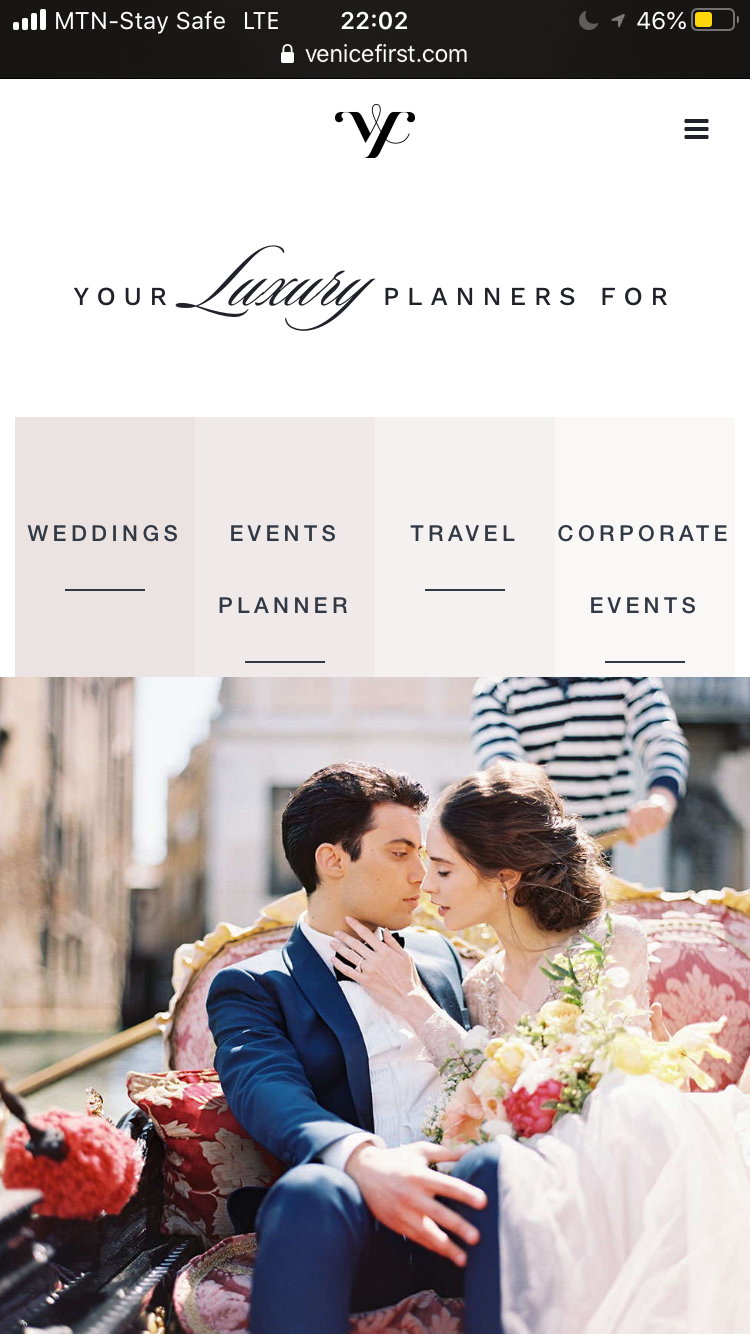 MTN-Stay Safe LTE 22:02 46%
venicefirst.com
YOUR Luxury PLANNERS FOR
WEDDINGS EVENTS TRAVEL CORPORATE
PLANNER EVENTS